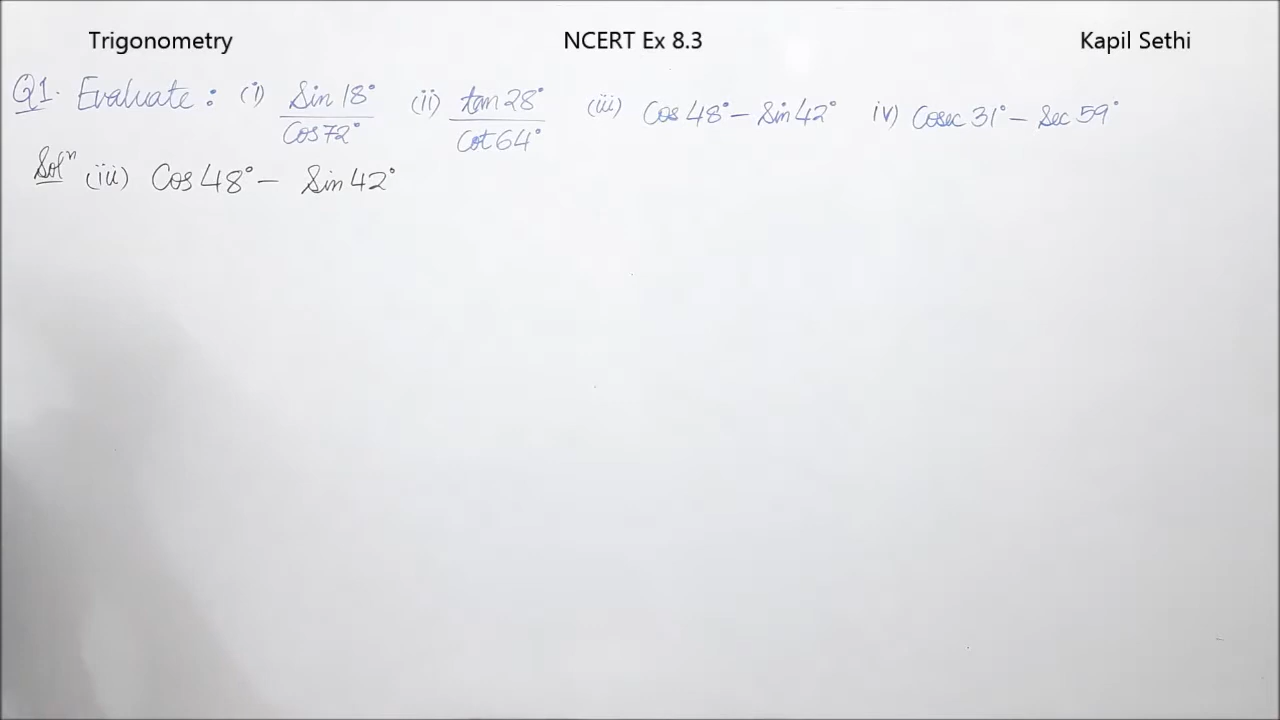 Trigonometry NCERT Ex 8.3 Kapil Sethi
Q1. Evaluate : (i) Sin 18° / Cos 72° (ii) tan 28° / Cot 64° (iii) Cos 48° – Sin 42° iv) Cosec 31° – Sec 59°
Solⁿ (iii) Cos 48° – Sin 42°